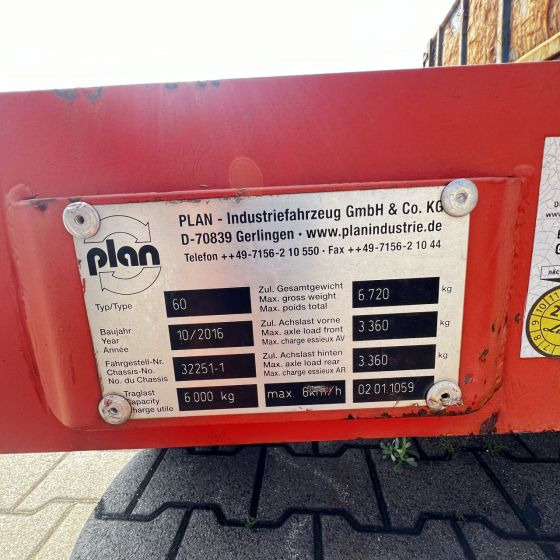 PLAN - Industriefahrzeug GmbH & Co. KG
D-70839 Gerlingen · www.planindustrie.de
Telefon ++49-7156-2 10 550 · Fax ++49-7156-2 10 44
plan
Typ/Type 60
Zul. Gesamtgewicht
Max. gross weight 6.720 kg
Max. poids total
Baujahr
Year 10/2016
Année
Zul. Achslast vorne
Max. axle load front 3.360 kg
Max. charge essieux AV
Fahrgestell-Nr.
Chassis-No. 32251-1
No. du Chassis
Zul. Achslast hinten
Max. axle load rear 3.360 kg
Max. charge essieux AR
Traglast
Capacity 6.000 kg
Charge utile
max. 6km/h 02.01.1059